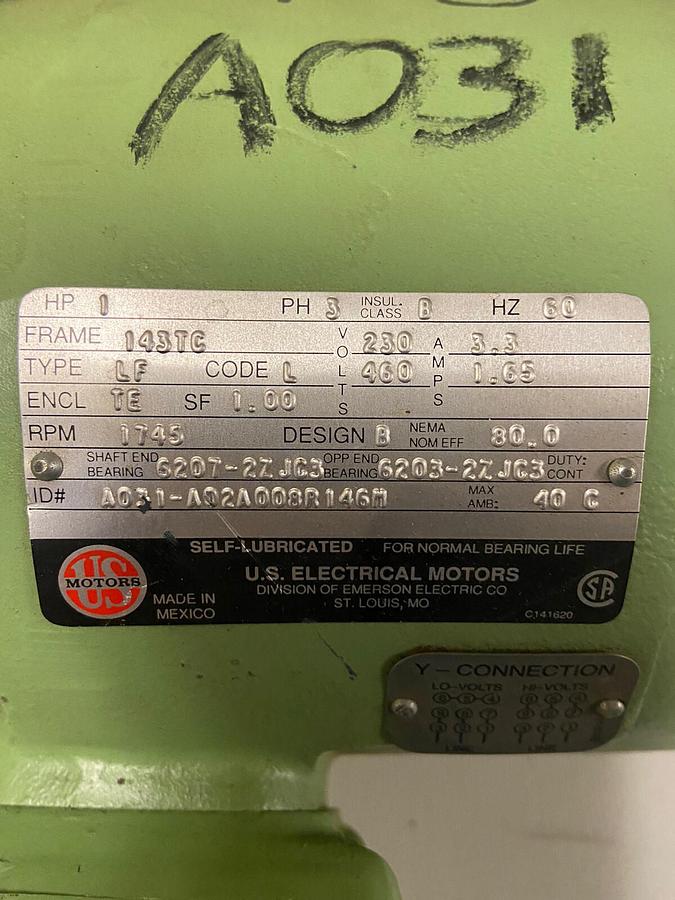 A031
HP 1 PH 3 INSUL. CLASS B HZ 60
FRAME 143TC VOLTS 230 AMPS 3.3
TYPE LF CODE L 460 1.65
ENCL TE SF 1.00
RPM 1745 DESIGN B NEMA NOM EFF 80.0
SHAFT END BEARING 6207-2Z JC3 OPP END BEARING 6203-2Z JC3 DUTY: CONT
ID# A031-A02A008R146M MAX AMB: 40 C
SELF-LUBRICATED FOR NORMAL BEARING LIFE
US MOTORS
MADE IN MEXICO
U.S. ELECTRICAL MOTORS
DIVISION OF EMERSON ELECTRIC CO
ST. LOUIS, MO
C141620
Y-CONNECTION
LO-VOLTS HI-VOLTS
LINE LINE